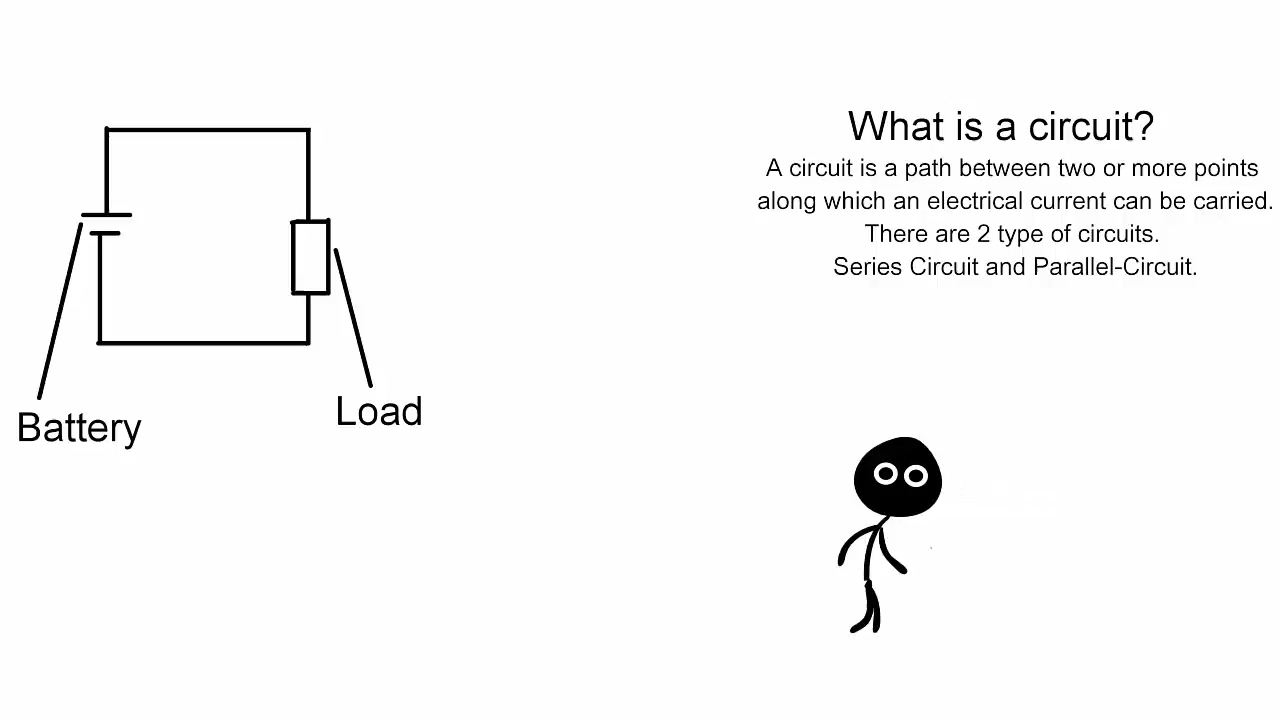 What is a circuit?
A circuit is a path between two or more points
along which an electrical current can be carried.
There are 2 type of circuits.
Series Circuit and Parallel-Circuit.
Battery
Load